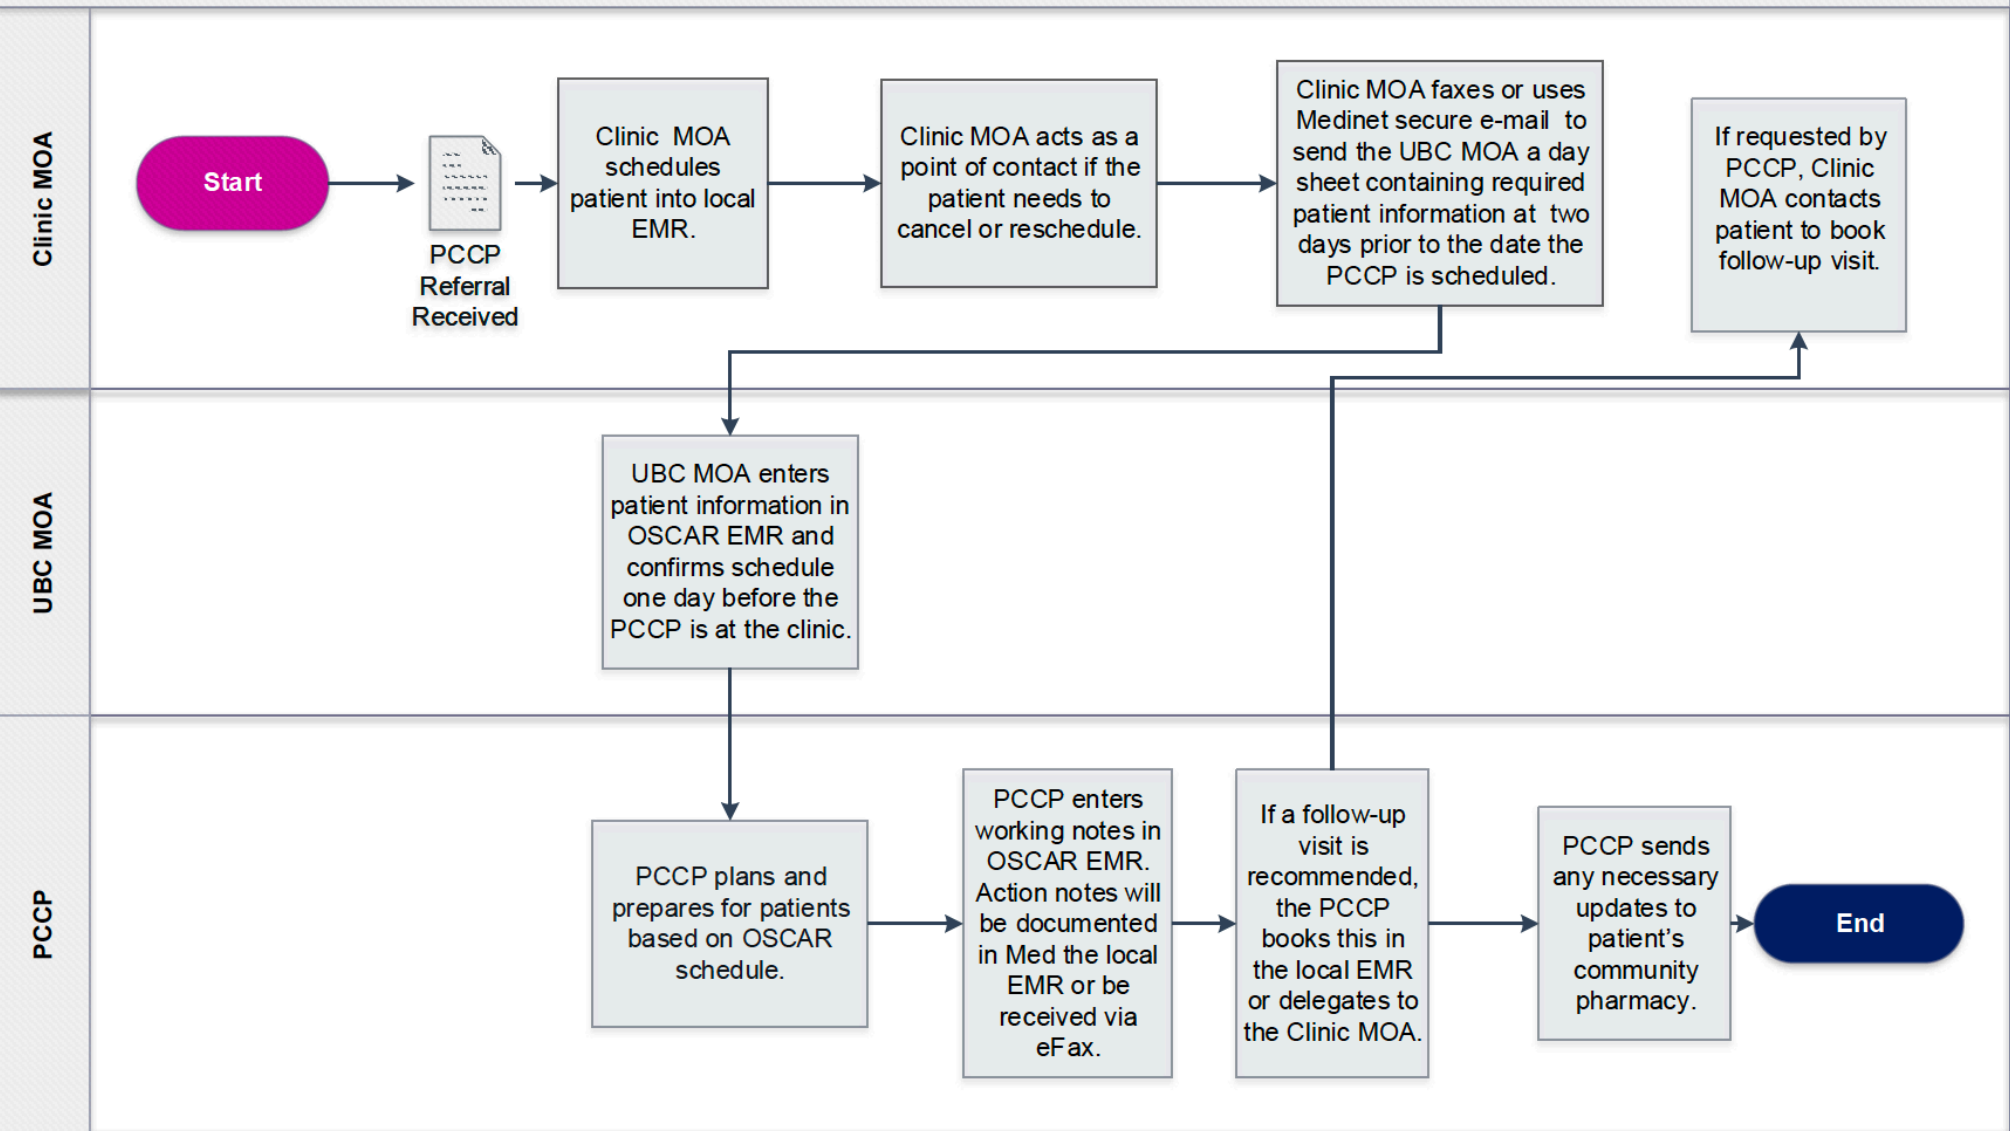 Clinic MOA
Start
PCCP
Referral
Received
Clinic MOA
schedules
patient into local
EMR.
Clinic MOA acts as a
point of contact if the
patient needs to
cancel or reschedule.
Clinic MOA faxes or uses
Medinet secure e-mail to
send the UBC MOA a day
sheet containing required
patient information at two
days prior to the date the
PCCP is scheduled.
If requested by
PCCP, Clinic
MOA contacts
patient to book
follow-up visit.
UBC MOA
UBC MOA enters
patient information in
OSCAR EMR and
confirms schedule
one day before the
PCCP is at the clinic.
PCCP
PCCP plans and
prepares for patients
based on OSCAR
schedule.
PCCP enters
working notes in
OSCAR EMR.
Action notes will
be documented
in Med the local
EMR or be
received via
eFax.
If a follow-up
visit is
recommended,
the PCCP
books this in
the local EMR
or delegates to
the Clinic MOA.
PCCP sends
any necessary
updates to
patient's
community
pharmacy.
End